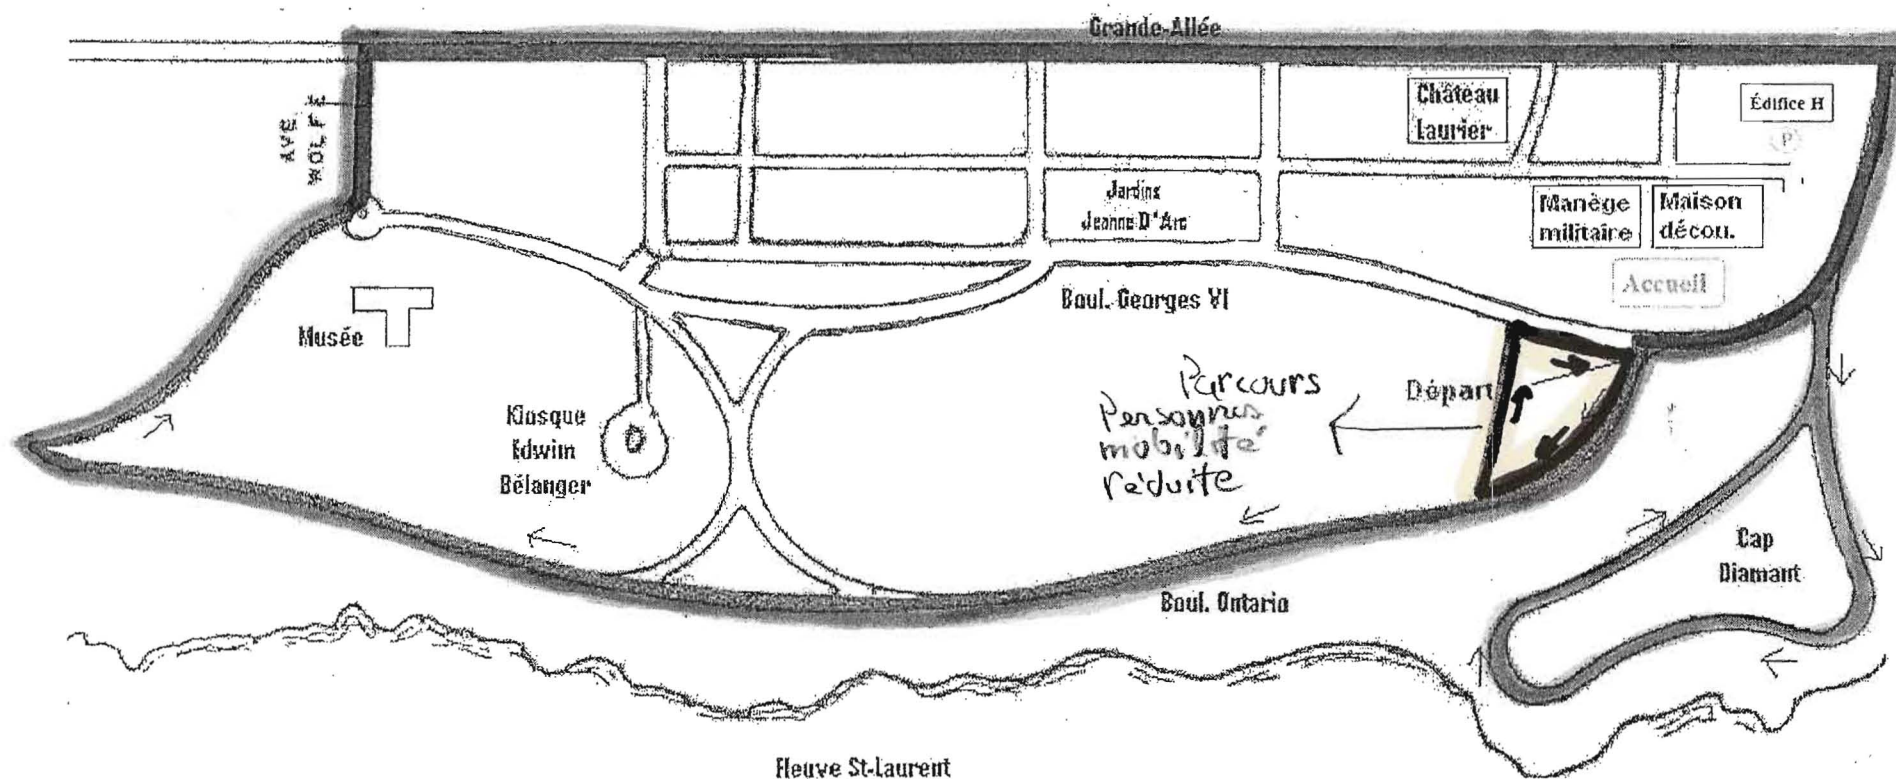 Grande-Allée
AVE
WOLFE
Château
Laurier
Édifice H
P
Jardins
Jeanne D'Arc
Manège
militaire
Maison
décou.
Accueil
Boul. Georges VI
Musée
Kiosque
Edwim
Bélanger
Parcours
Personnes
mobilité
réduite
Départ
Cap
Diamant
Boul. Ontario
Fleuve St-Laurent